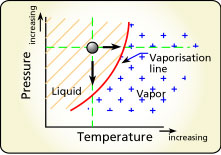 increasing
Pressure
Vaporisation
line
Liquid
Vapor
Temperature
increasing